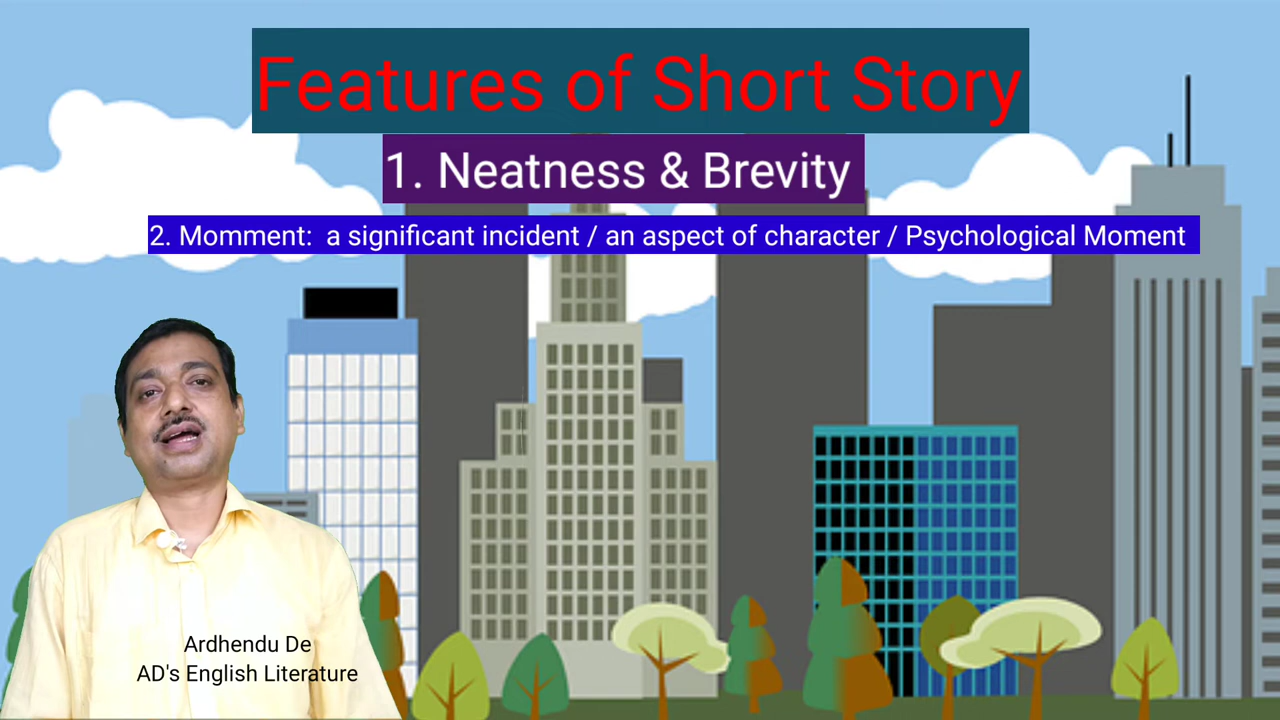 Features of Short Story
1. Neatness & Brevity
2. Momment: a significant incident / an aspect of character / Psychological Moment
Ardhendu De
AD's English Literature